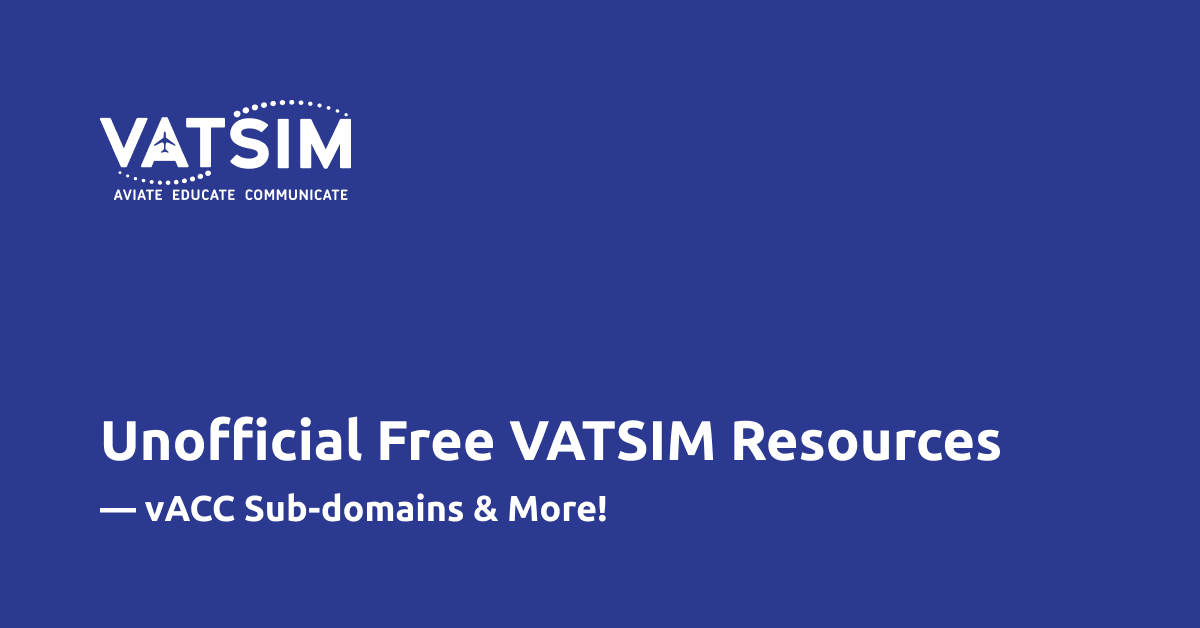 VATSIM
AVIATE EDUCATE COMMUNICATE
Unofficial Free VATSIM Resources
— vACC Sub-domains & More!